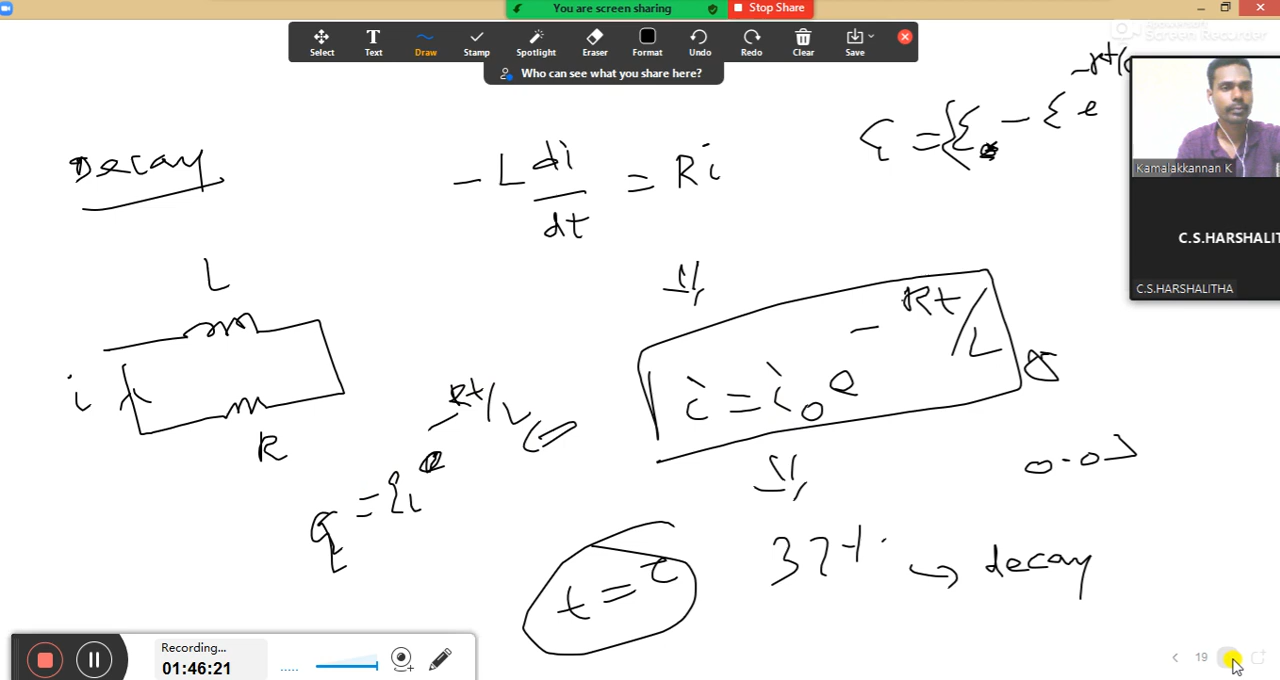 You are screen sharing
Stop Share
Select
Text
Draw
Stamp
Spotlight
Eraser
Format
Undo
Redo
Clear
Save
Who can see what you share here?
Screen Recorder
Kamalakkannan K
C.S.HARSHALIT
C.S.HARSHALITHA
Decay
- L di/dt = Ri
L
i
R
i = i₀ e - Rt/L
t = τ
37%
decay
Recording...
01:46:21
19